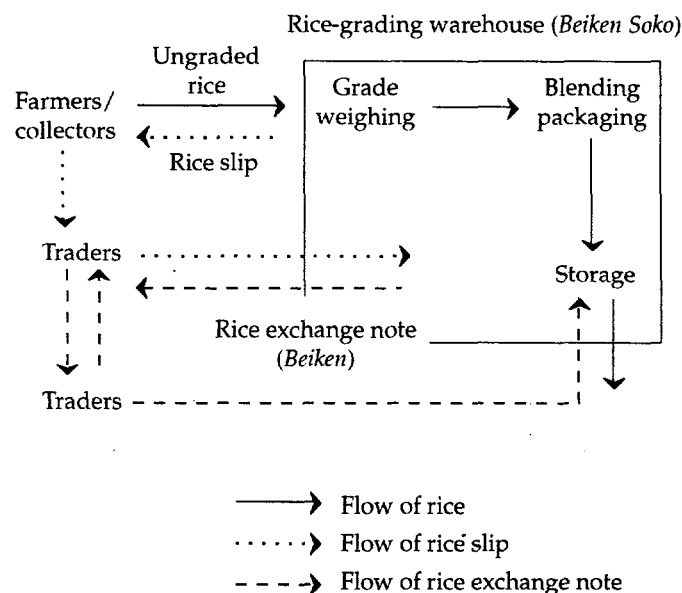 Rice-grading warehouse (Beiken Soko)
Ungraded
rice
Farmers/
collectors
Rice slip
Grade
weighing
Blending
packaging
Traders
Storage
Rice exchange note
(Beiken)
Traders
Flow of rice
Flow of rice slip
Flow of rice exchange note